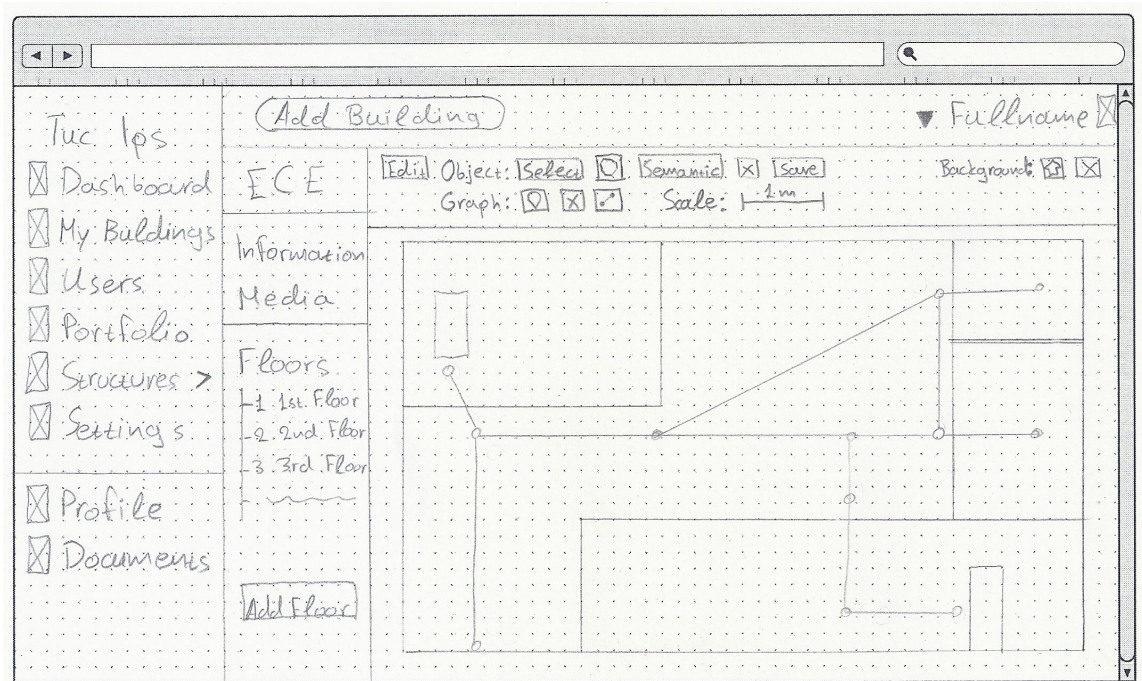 Add Building
Fullname
Tuc Ips
Dashboard
My Buldings
Users
Portfolio
Structures >
Settings
Profile
Documents
ECE
Information
Media
Floors
1 1st Floor
2 2nd Floor
3 3rd Floor
Add Floor
Edit Object: Select Semantic X Save Background: X
Graph: X Scale: 1m